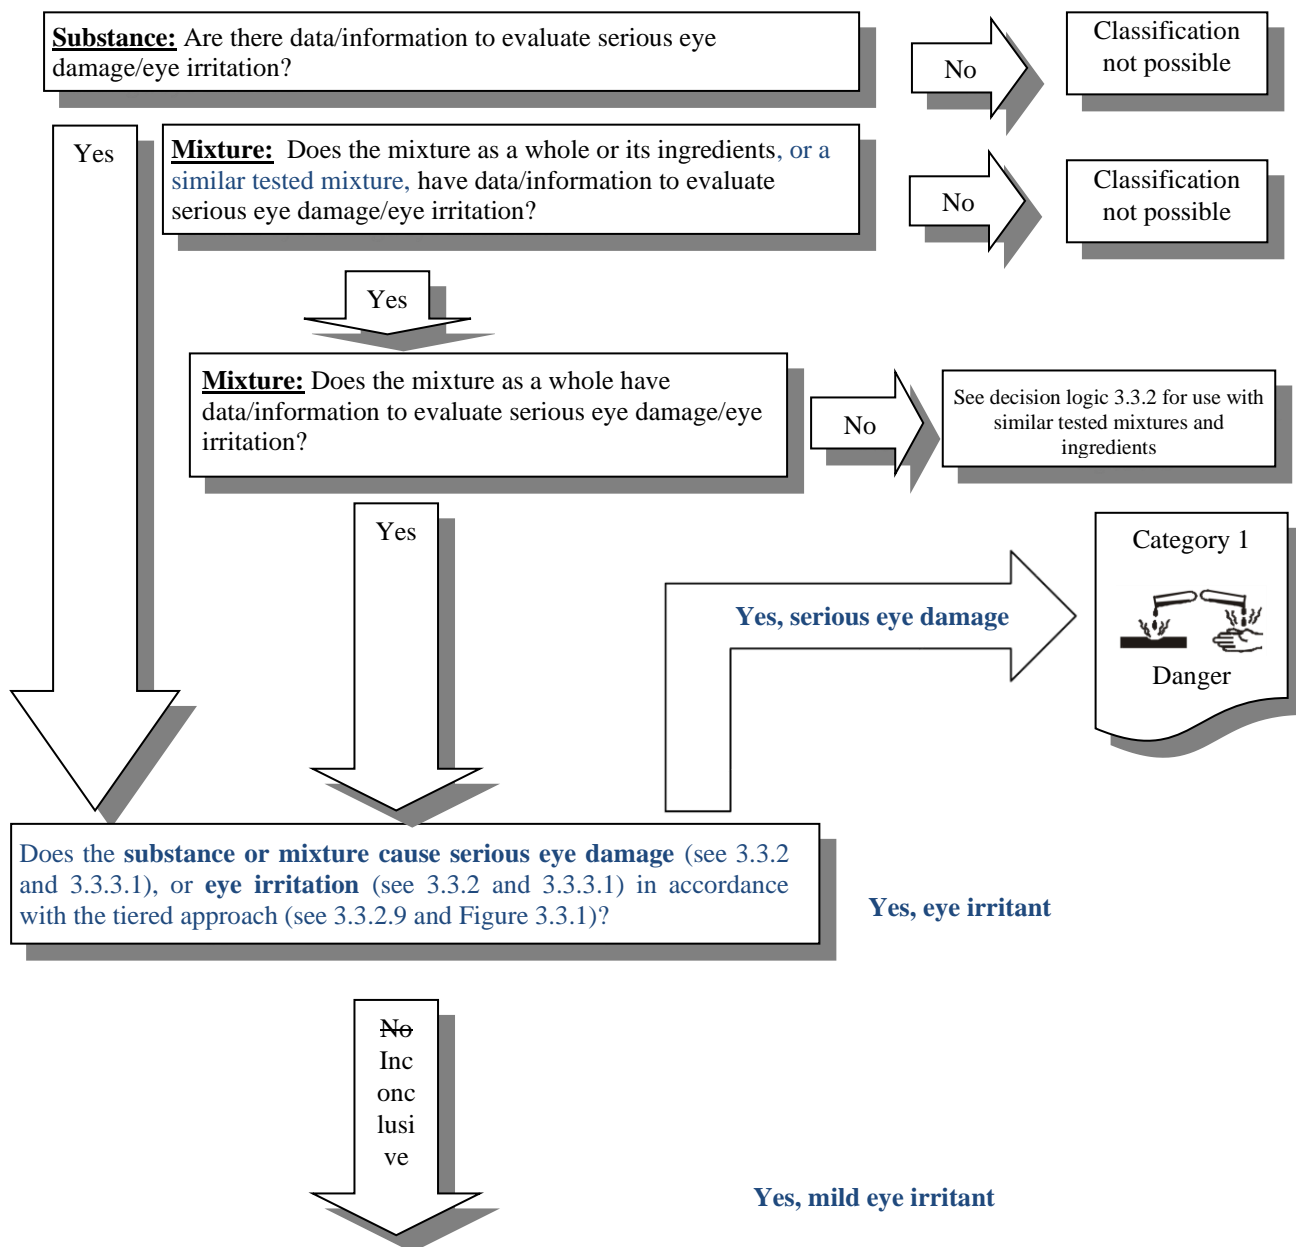 Substance: Are there data/information to evaluate serious eye
damage/eye irritation?
No
Classification
not possible
Yes
Mixture: Does the mixture as a whole or its ingredients, or a
similar tested mixture, have data/information to evaluate
serious eye damage/eye irritation?
No
Classification
not possible
Yes
Mixture: Does the mixture as a whole have
data/information to evaluate serious eye damage/eye
irritation?
No
See decision logic 3.3.2 for use with
similar tested mixtures and
ingredients
Yes
Category 1
Yes, serious eye damage
Danger
Does the substance or mixture cause serious eye damage (see 3.3.2
and 3.3.3.1), or eye irritation (see 3.3.2 and 3.3.3.1) in accordance
with the tiered approach (see 3.3.2.9 and Figure 3.3.1)?
Yes, eye irritant
No
Inc
onc
lusi
ve
Yes, mild eye irritant